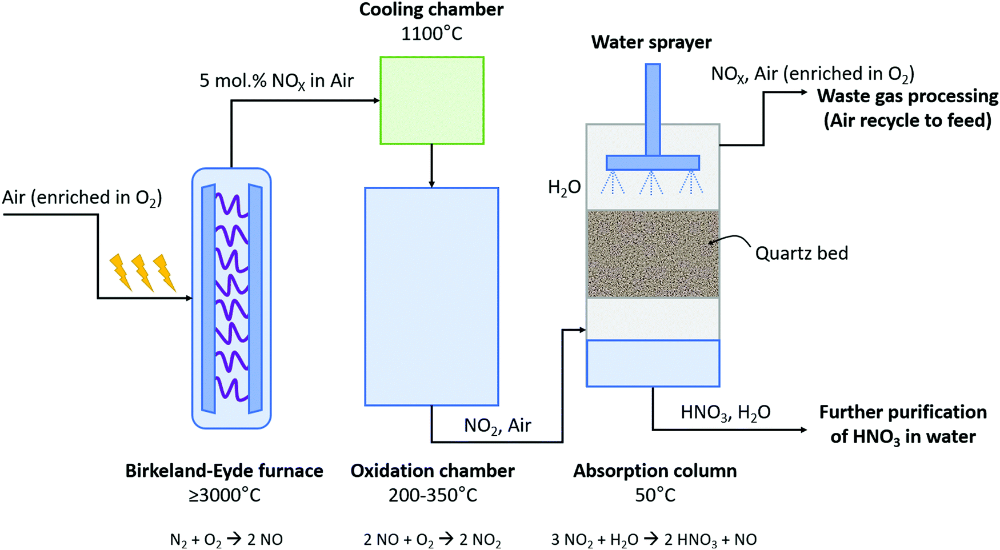 Cooling chamber
1100°C
Water sprayer
5 mol.% NOX in Air
NOX, Air (enriched in O2)
Waste gas processing
(Air recycle to feed)
Air (enriched in O2)
H2O
Quartz bed
NO2, Air
HNO3, H2O
Further purification
of HNO3 in water
Birkeland-Eyde furnace
≥3000°C
Oxidation chamber
200-350°C
Absorption column
50°C
N2 + O2 → 2 NO
2 NO + O2 → 2 NO2
3 NO2 + H2O → 2 HNO3 + NO